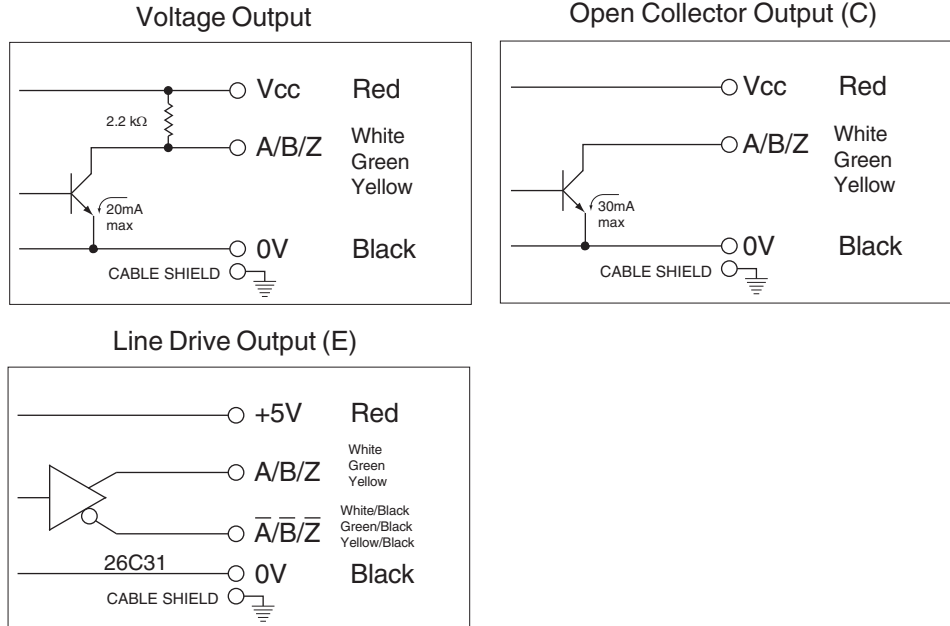 Voltage Output
Vcc Red
2.2 kΩ
A/B/Z White
Green
Yellow
20mA
max
0V Black
CABLE SHIELD
Open Collector Output (C)
Vcc Red
A/B/Z White
Green
Yellow
30mA
max
0V Black
CABLE SHIELD
Line Drive Output (E)
+5V Red
A/B/Z White
Green
Yellow
A̅/B̅/Z̅ White/Black
Green/Black
Yellow/Black
26C31
0V Black
CABLE SHIELD